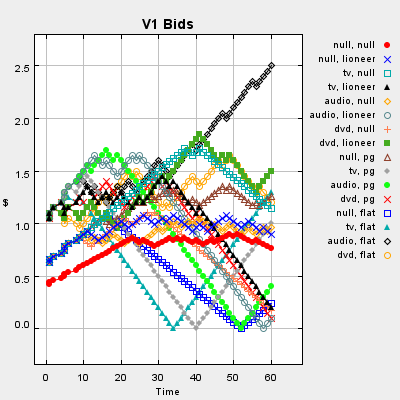 V1 Bids
$
2.5
2.0
1.5
1.0
0.5
0.0
0 10 20 30 40 50 60
Time
null, null
null, lioneer
tv, null
tv, lioneer
audio, null
audio, lioneer
dvd, null
dvd, lioneer
null, pg
tv, pg
audio, pg
dvd, pg
null, flat
tv, flat
audio, flat
dvd, flat